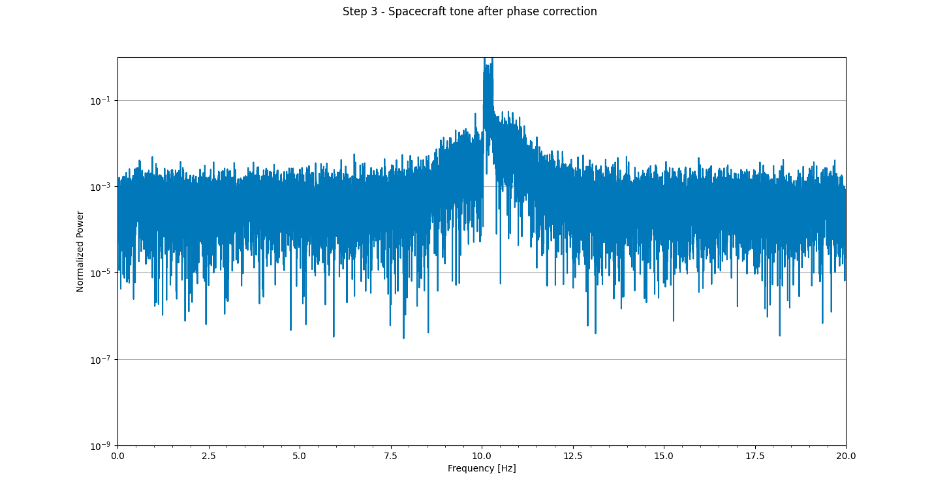 Step 3 - Spacecraft tone after phase correction
Normalized Power
10⁻¹
10⁻³
10⁻⁵
10⁻⁷
10⁻⁹
0.0 2.5 5.0 7.5 10.0 12.5 15.0 17.5 20.0
Frequency [Hz]